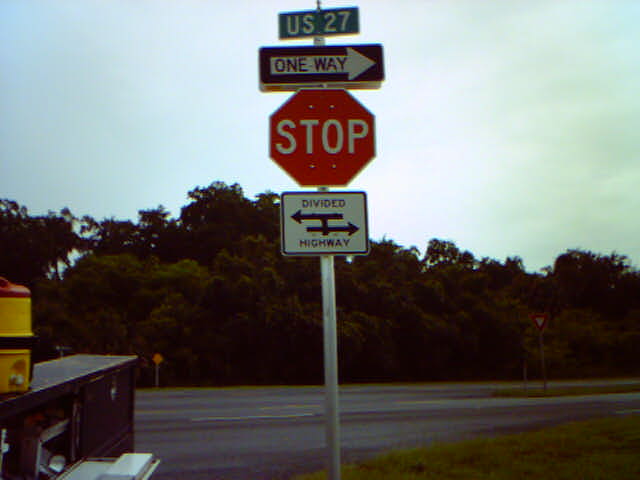 US 27
ONE WAY
STOP
DIVIDED
HIGHWAY